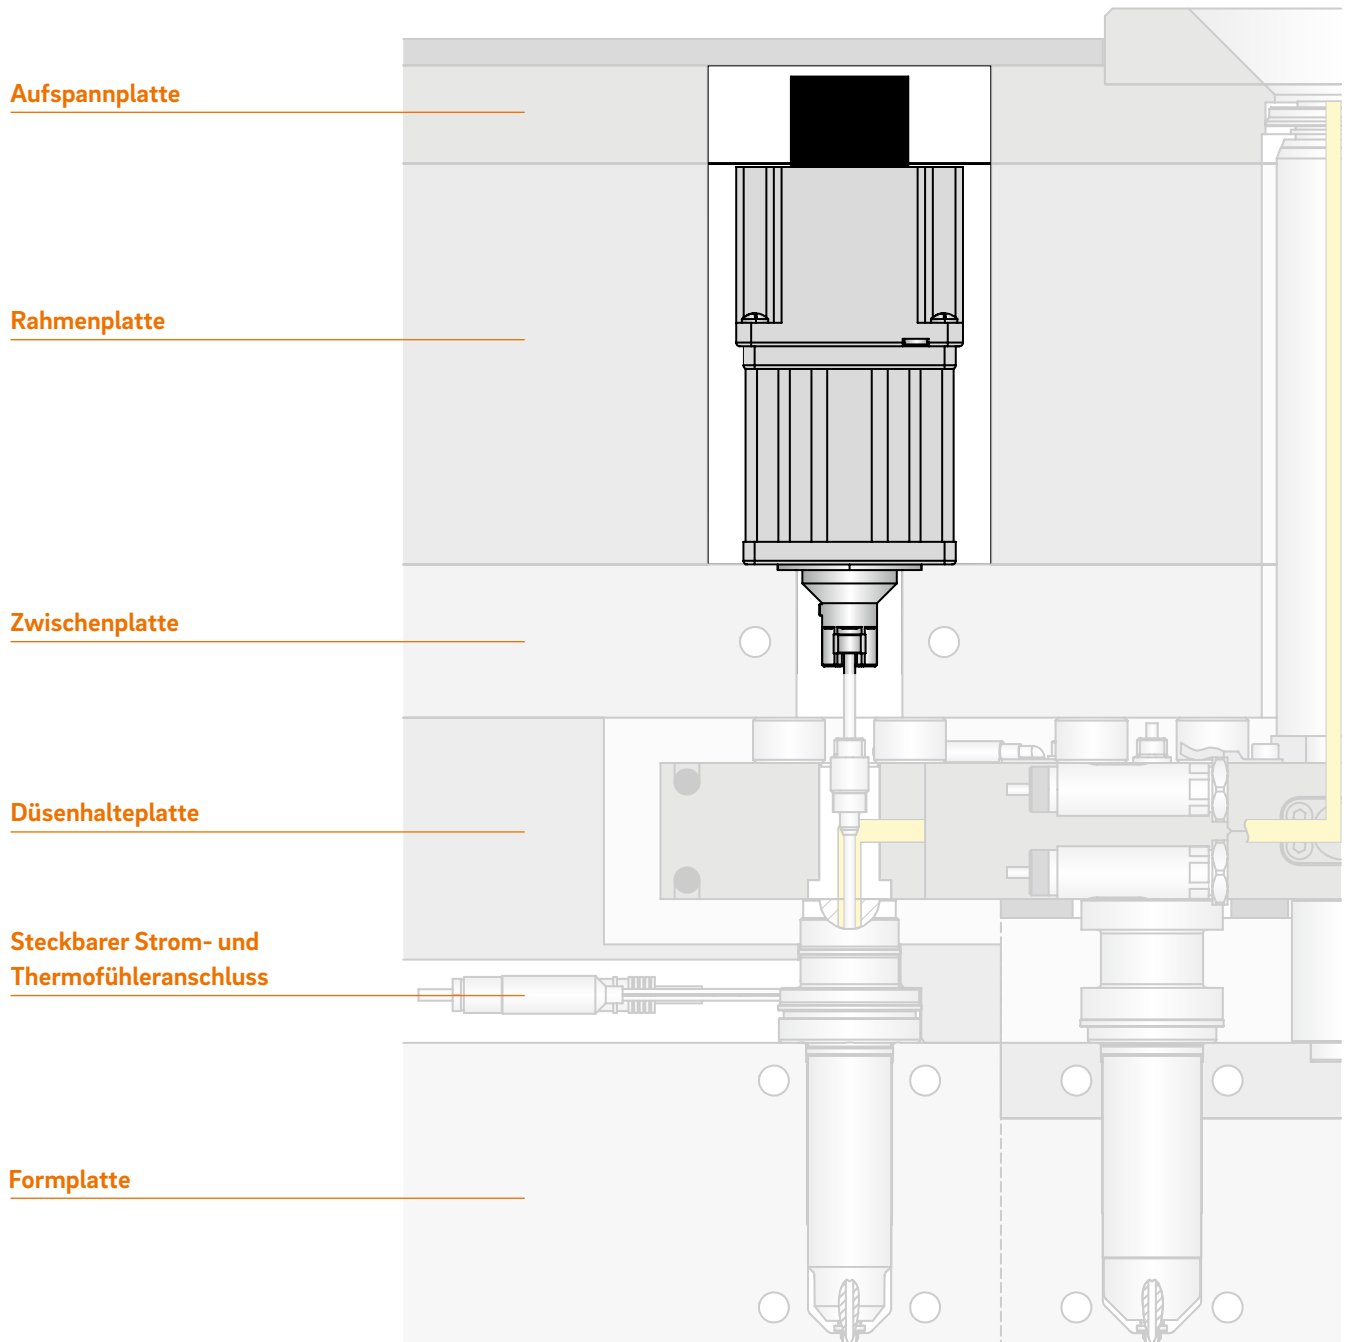 Aufspannplatte
Rahmenplatte
Zwischenplatte
Düsenhalteplatte
Steckbarer Strom- und
Thermofühleranschluss
Formplatte